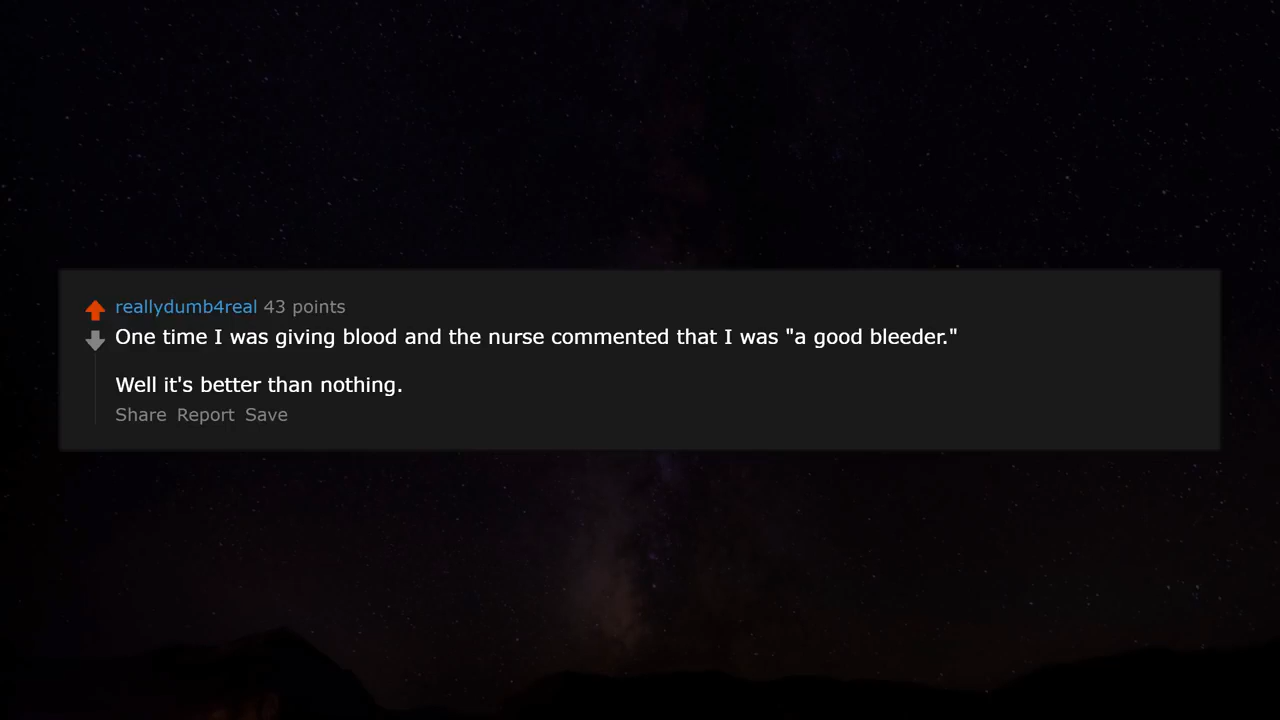 reallydumb4real 43 points
One time I was giving blood and the nurse commented that I was "a good bleeder."
Well it's better than nothing.
Share Report Save